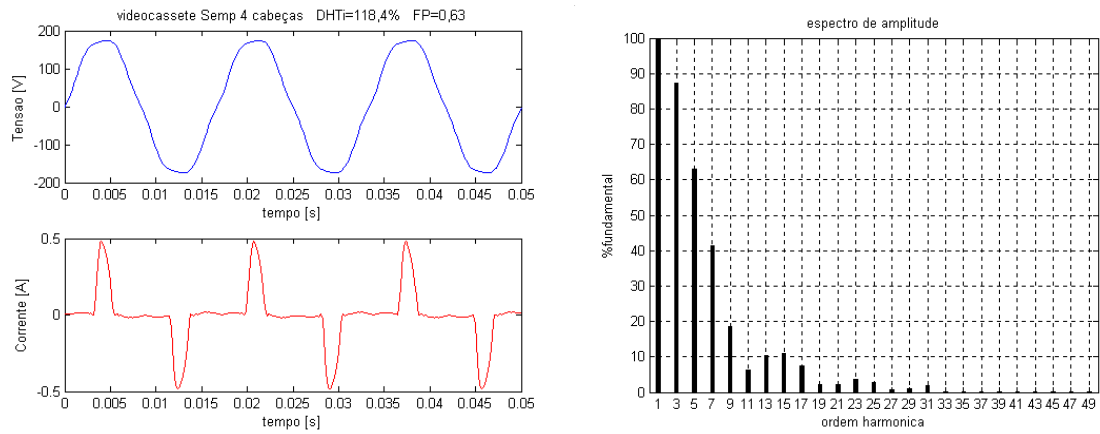 videocassete Semp 4 cabeças DHTi=118,4% FP=0,63
200
100
0
-100
-200
Tensao [V]
0 0.005 0.01 0.015 0.02 0.025 0.03 0.035 0.04 0.045 0.05
tempo [s]
0.5
0
-0.5
Corrente [A]
0 0.005 0.01 0.015 0.02 0.025 0.03 0.035 0.04 0.045 0.05
tempo [s]
espectro de amplitude
100
90
80
70
60
50
40
30
20
10
0
%fundamental
1 3 5 7 9 11 13 15 17 19 21 23 25 27 29 31 33 35 37 39 41 43 45 47 49
ordem harmonica